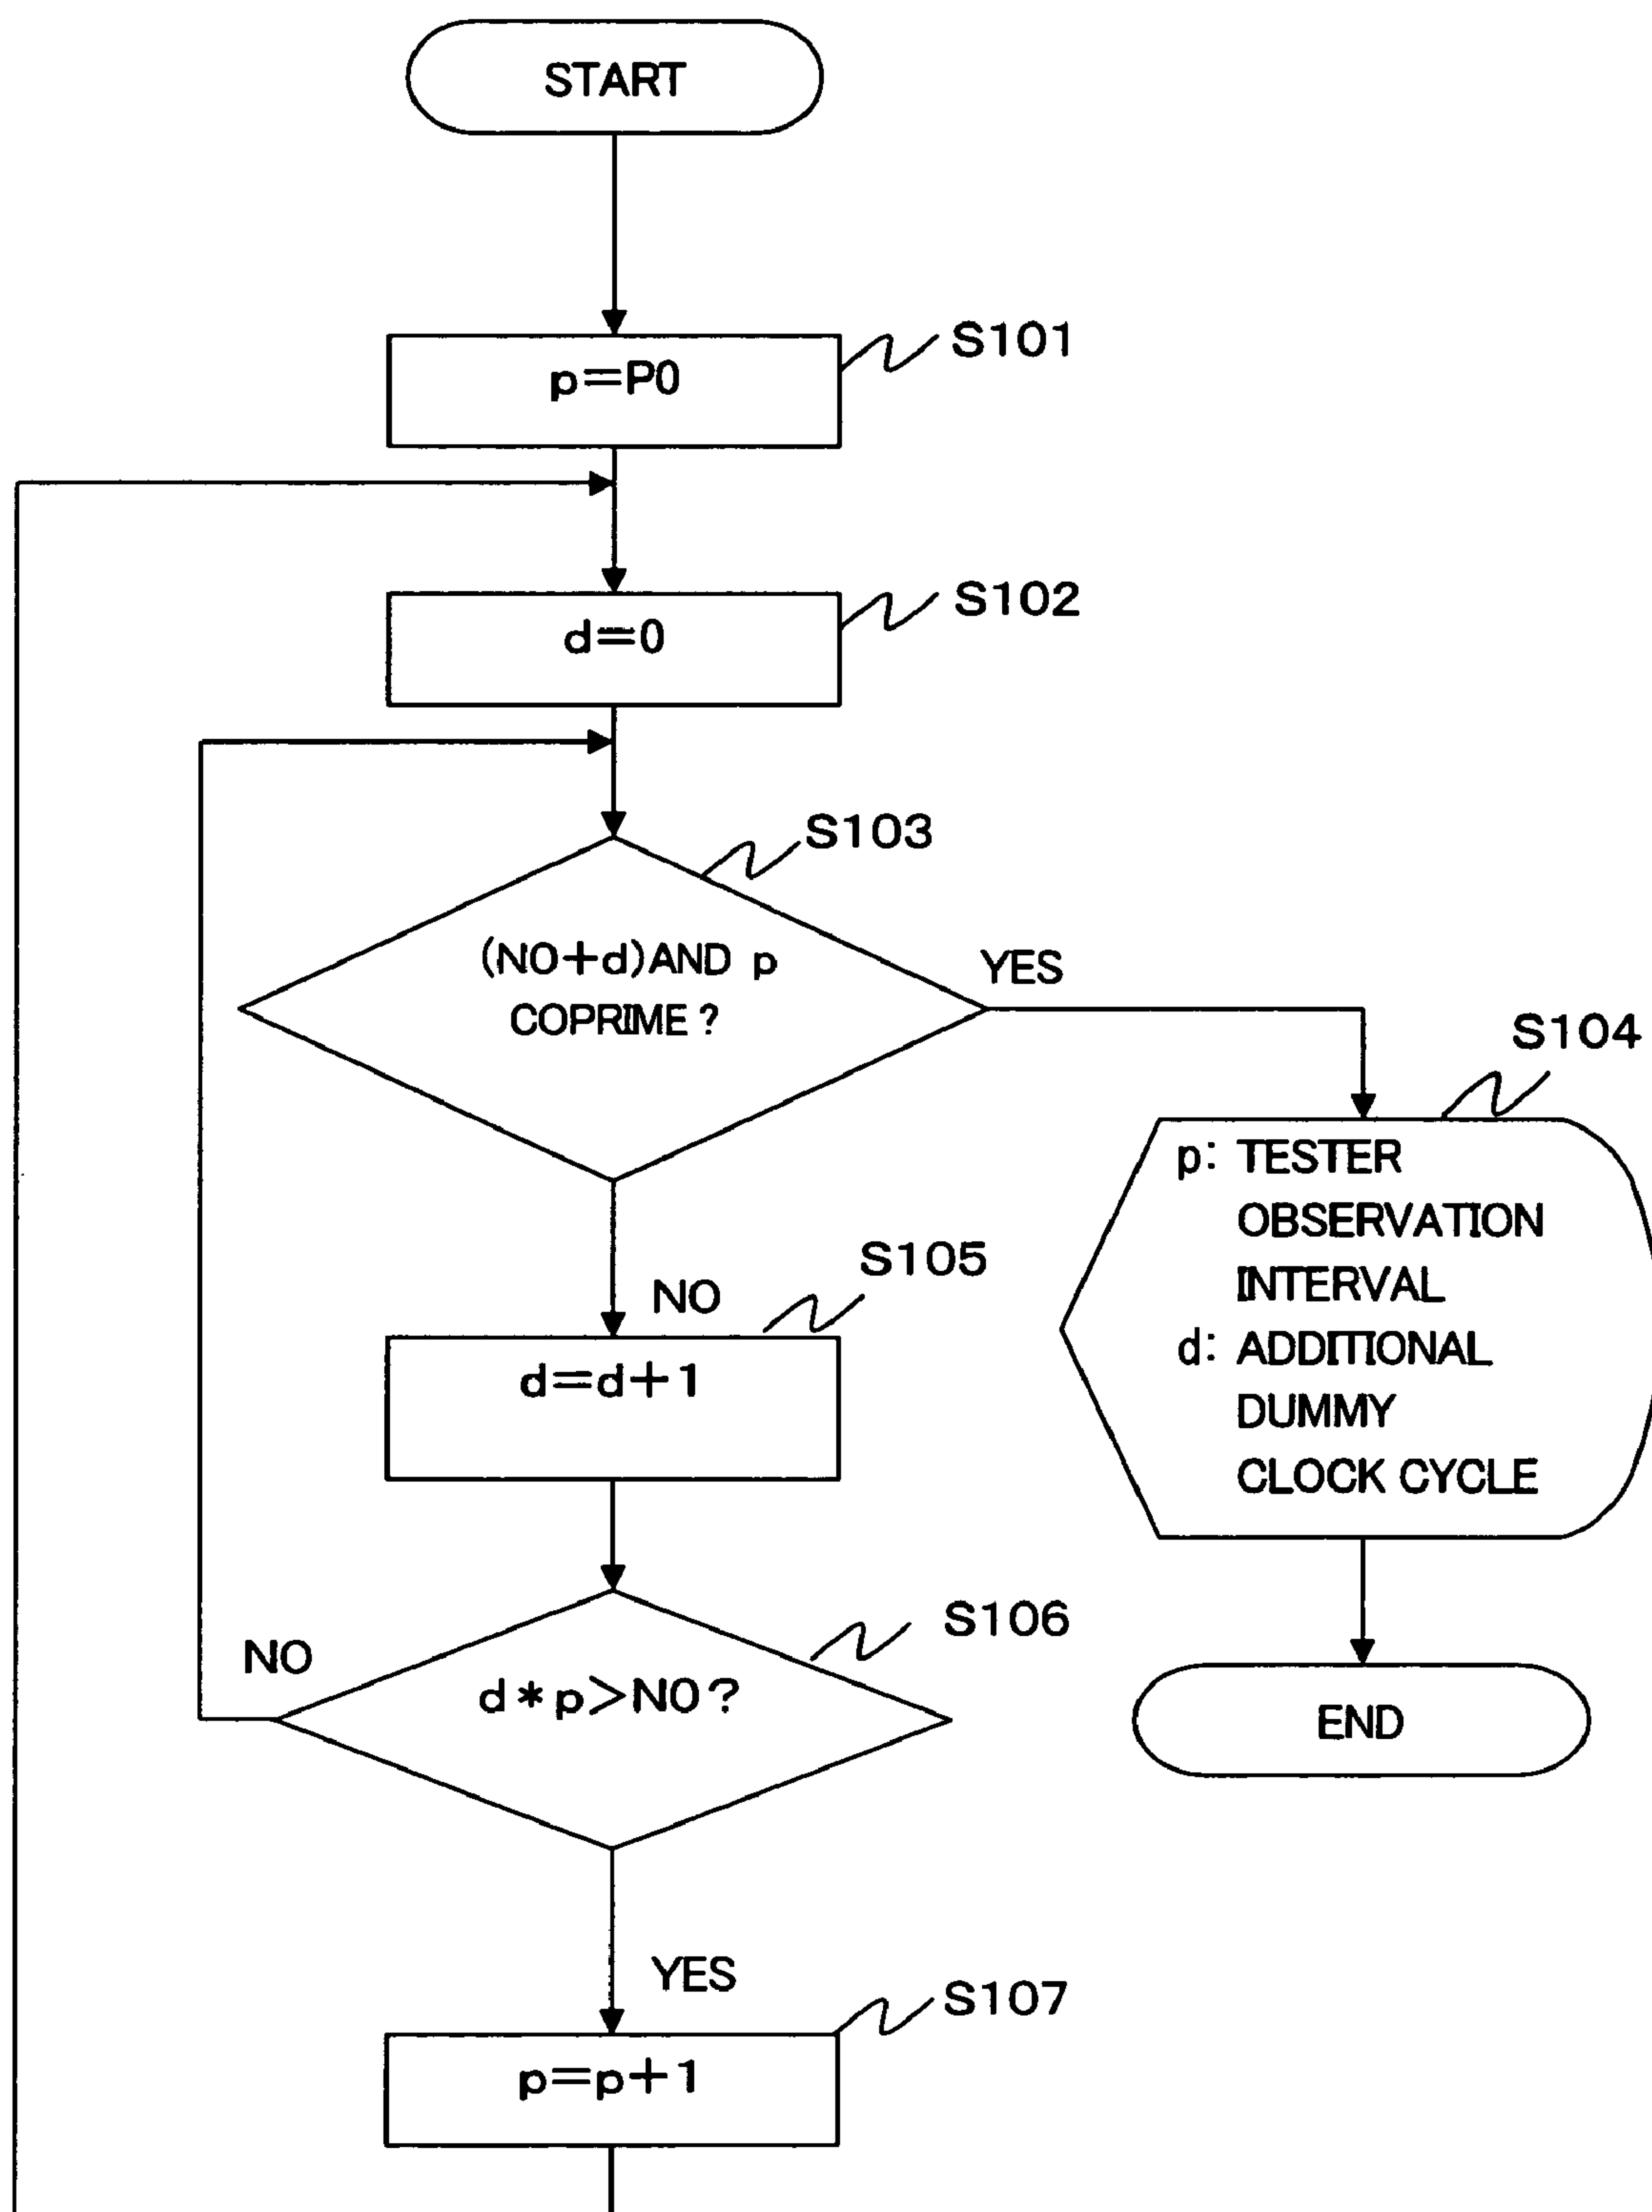 START
p=P0
S101
d=0
S102
S103
(N0+d)AND p
COPRIME?
YES
S104
p: TESTER
OBSERVATION
INTERVAL
d: ADDITIONAL
DUMMY
CLOCK CYCLE
NO
S105
d=d+1
END
S106
NO
d*p>N0?
YES
S107
p=p+1